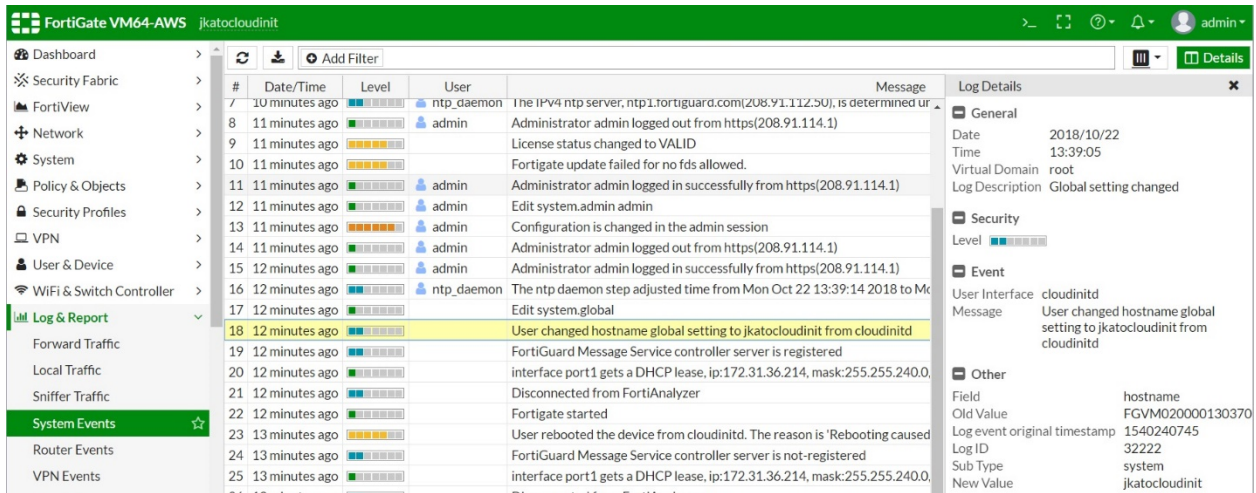 FortiGate VM64-AWS jkatocloudinit >_ admin
Dashboard
Security Fabric
FortiView
Network
System
Policy & Objects
Security Profiles
VPN
User & Device
WiFi & Switch Controller
Log & Report
Forward Traffic
Local Traffic
Sniffer Traffic
System Events
Router Events
VPN Events
Add Filter Details
# Date/Time Level User Message
7 10 minutes ago ntp_daemon The IPv4 ntp server, ntp1.fortiguard.com(208.91.112.50), is determined ur
8 11 minutes ago admin Administrator admin logged out from https(208.91.114.1)
9 11 minutes ago License status changed to VALID
10 11 minutes ago Fortigate update failed for no fds allowed.
11 11 minutes ago admin Administrator admin logged in successfully from https(208.91.114.1)
12 11 minutes ago admin Edit system.admin admin
13 11 minutes ago admin Configuration is changed in the admin session
14 11 minutes ago admin Administrator admin logged out from https(208.91.114.1)
15 12 minutes ago admin Administrator admin logged in successfully from https(208.91.114.1)
16 12 minutes ago ntp_daemon The ntp daemon step adjusted time from Mon Oct 22 13:39:14 2018 to Mo
17 12 minutes ago Edit system.global
18 12 minutes ago User changed hostname global setting to jkatocloudinit from cloudinitd
19 12 minutes ago FortiGuard Message Service controller server is registered
20 12 minutes ago interface port1 gets a DHCP lease, ip:172.31.36.214, mask:255.255.240.0,
21 12 minutes ago Disconnected from FortiAnalyzer
22 12 minutes ago Fortigate started
23 13 minutes ago User rebooted the device from cloudinitd. The reason is 'Rebooting caused
24 13 minutes ago FortiGuard Message Service controller server is not-registered
25 13 minutes ago interface port1 gets a DHCP lease, ip:172.31.36.214, mask:255.255.240.0,
Log Details
General
Date 2018/10/22
Time 13:39:05
Virtual Domain root
Log Description Global setting changed
Security
Level
Event
User Interface cloudinitd
Message User changed hostname global
setting to jkatocloudinit from
cloudinitd
Other
Field hostname
Old Value FGVM020000130370
Log event original timestamp 1540240745
Log ID 32222
Sub Type system
New Value jkatocloudinit